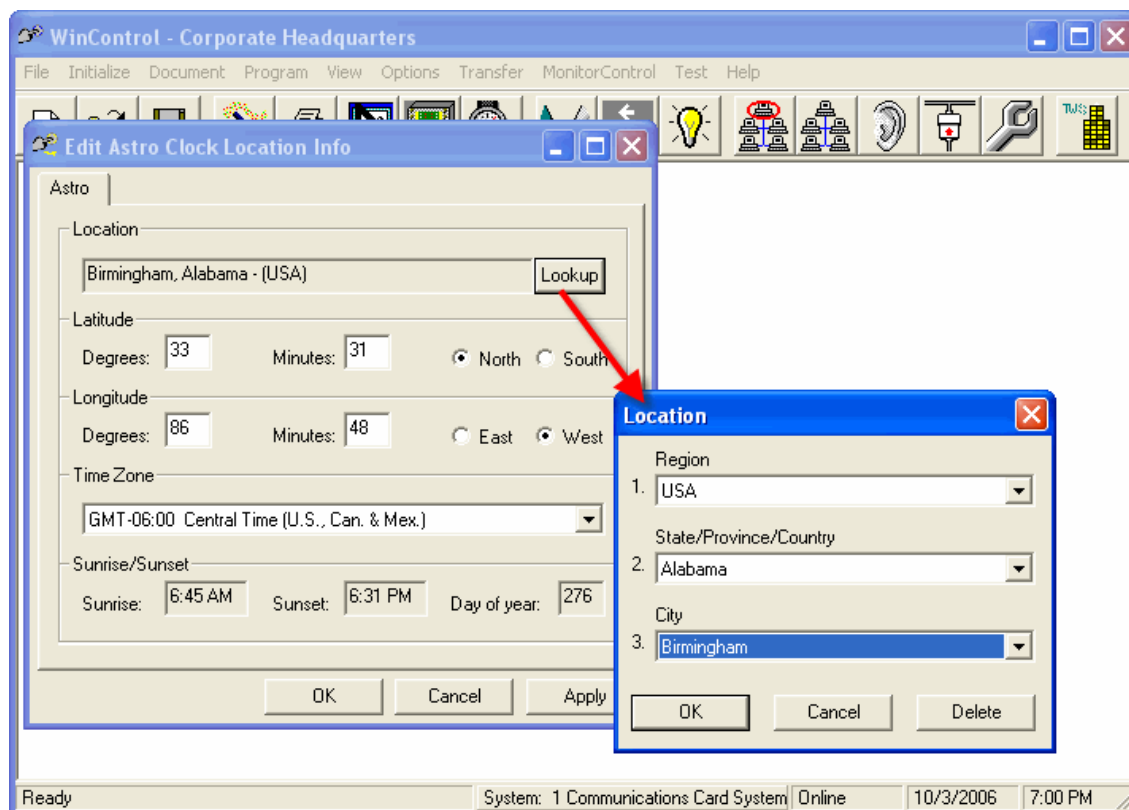 WinControl - Corporate Headquarters
File Initialize Document Program View Options Transfer MonitorControl Test Help
TWS
Edit Astro Clock Location Info
Astro
Location
Birmingham, Alabama - (USA) Lookup
Latitude
Degrees: 33 Minutes: 31 North South
Longitude
Degrees: 86 Minutes: 48 East West
Time Zone
GMT-06:00 Central Time (U.S., Can. & Mex.)
Sunrise/Sunset
Sunrise: 6:45 AM Sunset: 6:31 PM Day of year: 276
OK Cancel Apply
Location
Region
1. USA
State/Province/Country
2. Alabama
City
3. Birmingham
OK Cancel Delete
Ready System: 1 Communications Card System Online 10/3/2006 7:00 PM